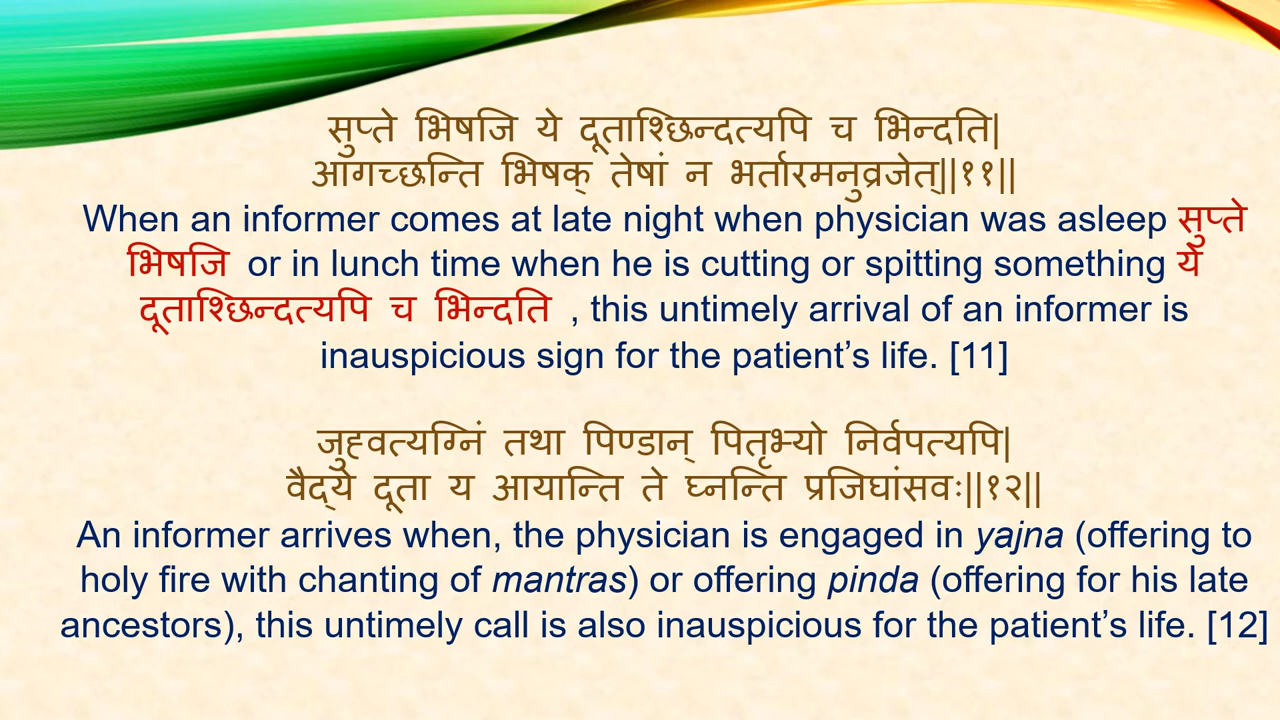 सुप्ते भिषजि ये दूताश्छिन्दत्यपि च भिन्दति|
आगच्छन्ति भिषक् तेषां न भर्तारमनुव्रजेत्||११||
When an informer comes at late night when physician was asleep सुप्ते
भिषजि or in lunch time when he is cutting or spitting something ये
दूताश्छिन्दत्यपि च भिन्दति , this untimely arrival of an informer is
inauspicious sign for the patient’s life. [11]
जुह्वत्यग्निं तथा पिण्डान् पितृभ्यो निर्वपत्यपि|
वैद्ये दूता य आयान्ति ते घ्नन्ति प्रजिघांसवः||१२||
An informer arrives when, the physician is engaged in yajna (offering to
holy fire with chanting of mantras) or offering pinda (offering for his late
ancestors), this untimely call is also inauspicious for the patient’s life. [12]